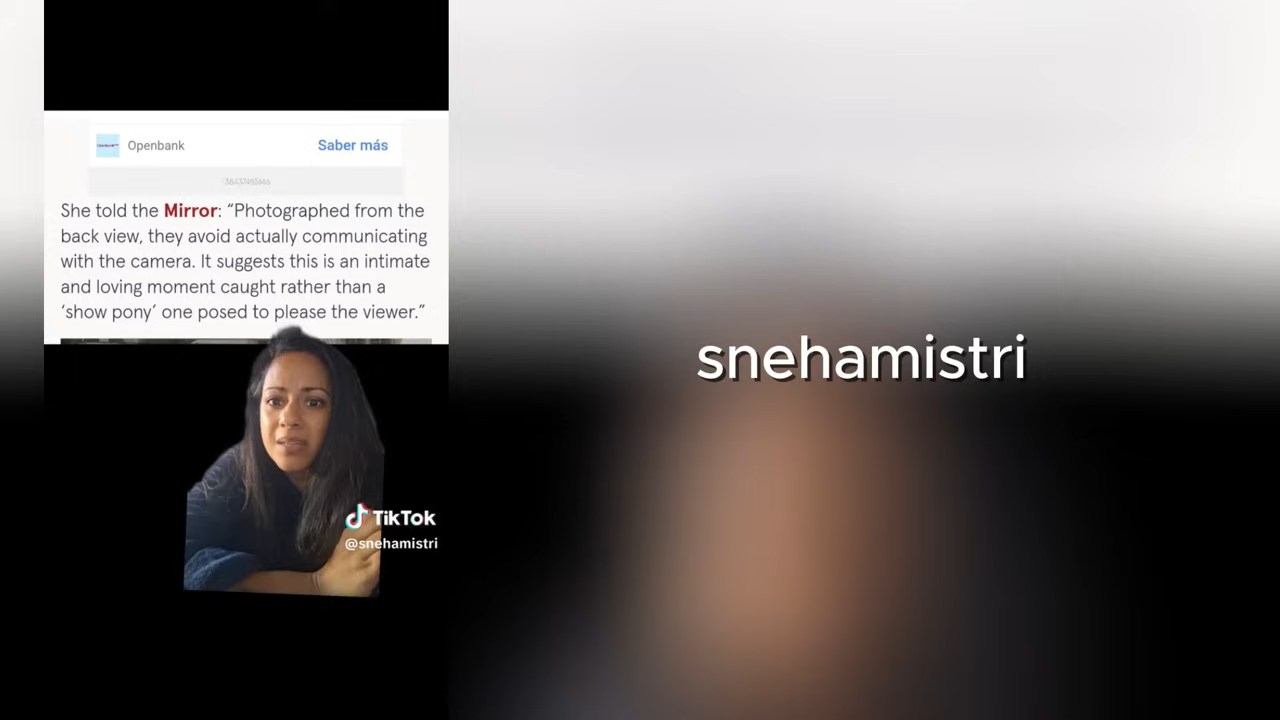 Openbank
Saber más
She told the Mirror: “Photographed from the
back view, they avoid actually communicating
with the camera. It suggests this is an intimate
and loving moment caught rather than a
‘show pony’ one posed to please the viewer.”
snehamistri
TikTok
@snehamistri